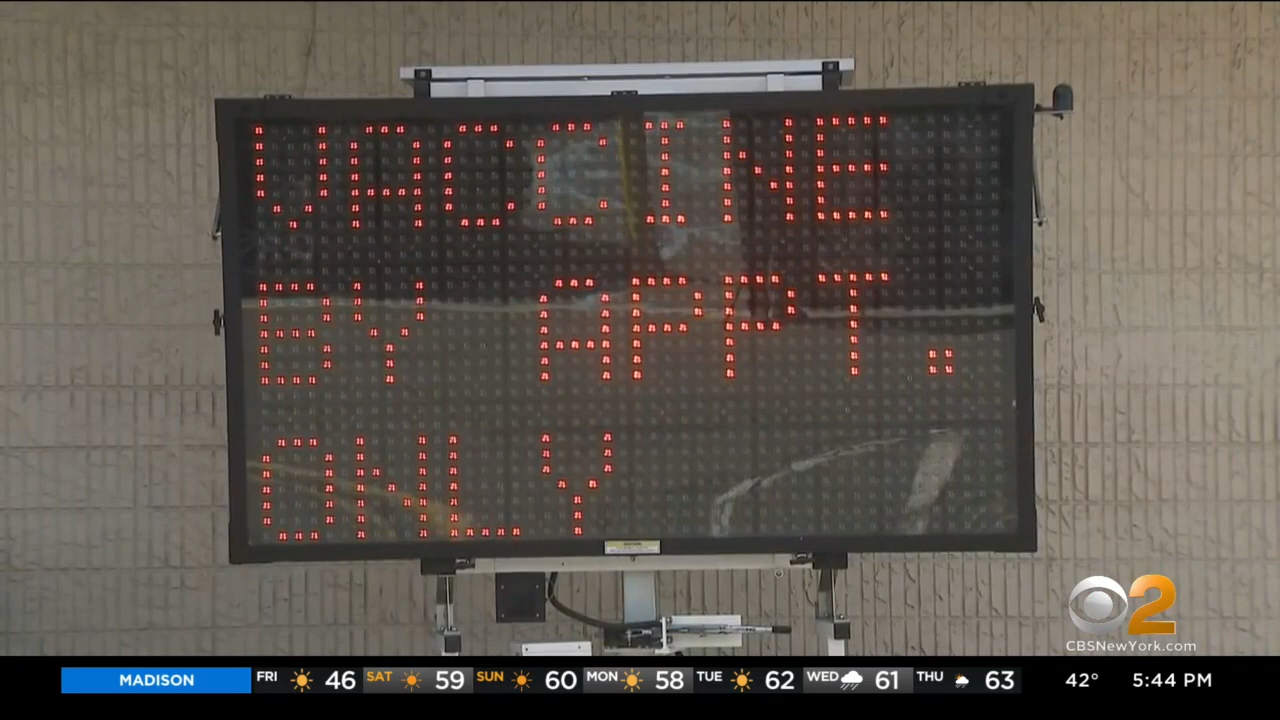 VACCINE
BY APPT.
ONLY
2
CBSNewYork.com
MADISON FRI 46 SAT 59 SUN 60 MON 58 TUE 62 WED 61 THU 63 42° 5:44 PM